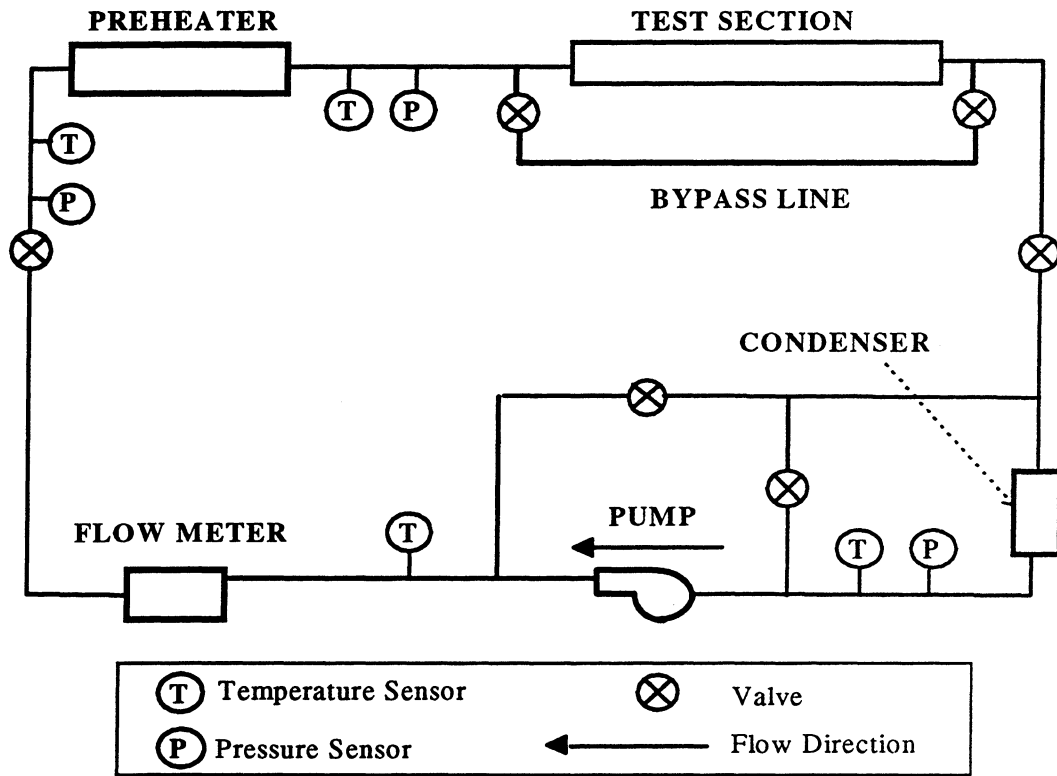 PREHEATER
TEST SECTION
T
P
T
P
BYPASS LINE
CONDENSER
FLOW METER
T
PUMP
T
P
T Temperature Sensor
Valve
P Pressure Sensor
Flow Direction